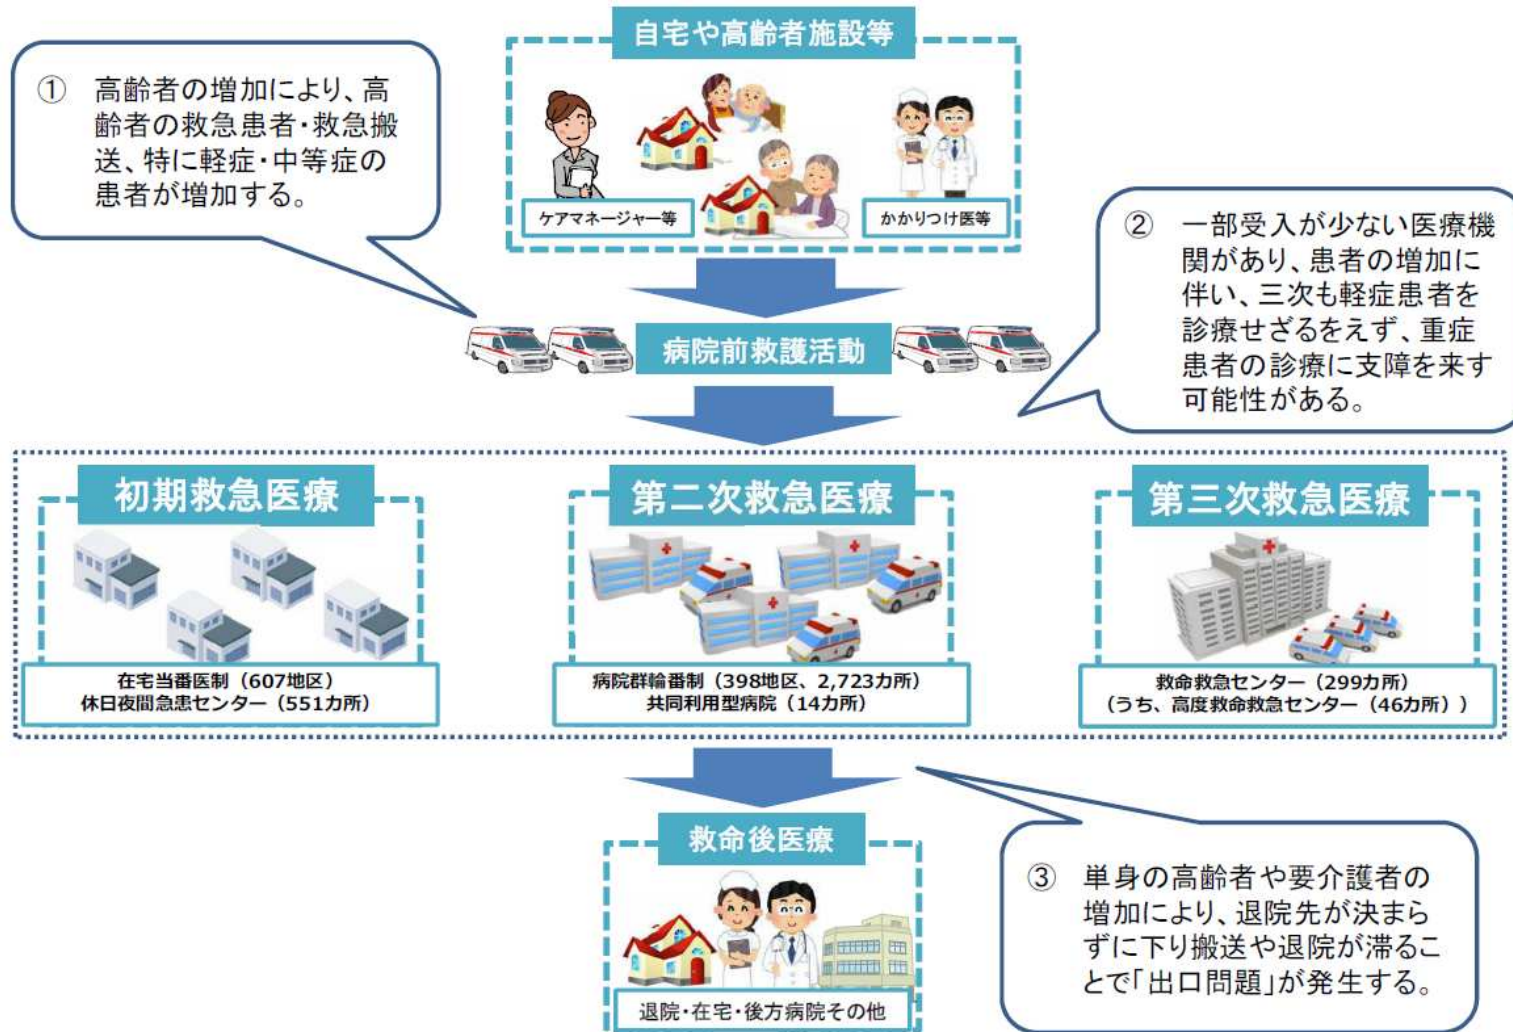 自宅や高齢者施設等
① 高齢者の増加により、高
齢者の救急患者・救急搬
送、特に軽症・中等症の
患者が増加する。
ケアマネージャー等
かかりつけ医等
② 一部受入が少ない医療機
関があり、患者の増加に
伴い、三次も軽症患者を
診療せざるをえず、重症
患者の診療に支障を来す
可能性がある。
病院前救護活動
初期救急医療
在宅当番医制（607地区）
休日夜間急患センター（551カ所）
第二次救急医療
病院群輪番制（398地区、2,723カ所）
共同利用型病院（14カ所）
第三次救急医療
救命救急センター（299カ所）
（うち、高度救命救急センター（46カ所））
救命後医療
退院・在宅・後方病院その他
③ 単身の高齢者や要介護者の
増加により、退院先が決まら
ずに下り搬送や退院が滞るこ
とで「出口問題」が発生する。